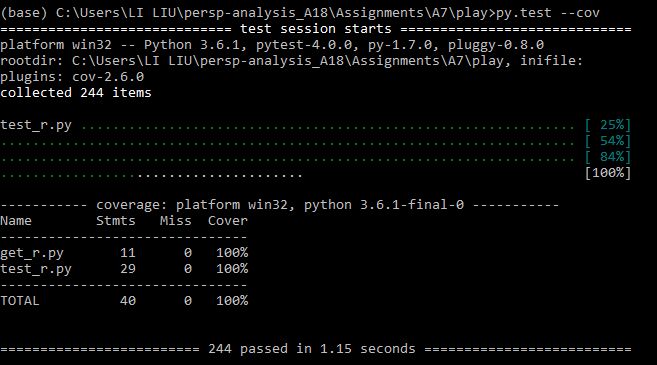 (base) C:\Users\LI LIU\persp-analysis_A18\Assignments\A7\play>py.test --cov
============================= test session starts =============================
platform win32 -- Python 3.6.1, pytest-4.0.0, py-1.7.0, pluggy-0.8.0
rootdir: C:\Users\LI LIU\persp-analysis_A18\Assignments\A7\play, inifile:
plugins: cov-2.6.0
collected 244 items

test_r.py ............................................................. [ 25%]
....................................................................... [ 54%]
....................................................................... [ 84%]
.....................................                                  [100%]

----------- coverage: platform win32, python 3.6.1-final-0 -----------
Name        Stmts   Miss  Cover
-------------------------------
get_r.py       11      0   100%
test_r.py      29      0   100%
-------------------------------
TOTAL          40      0   100%


========================= 244 passed in 1.15 seconds ==========================